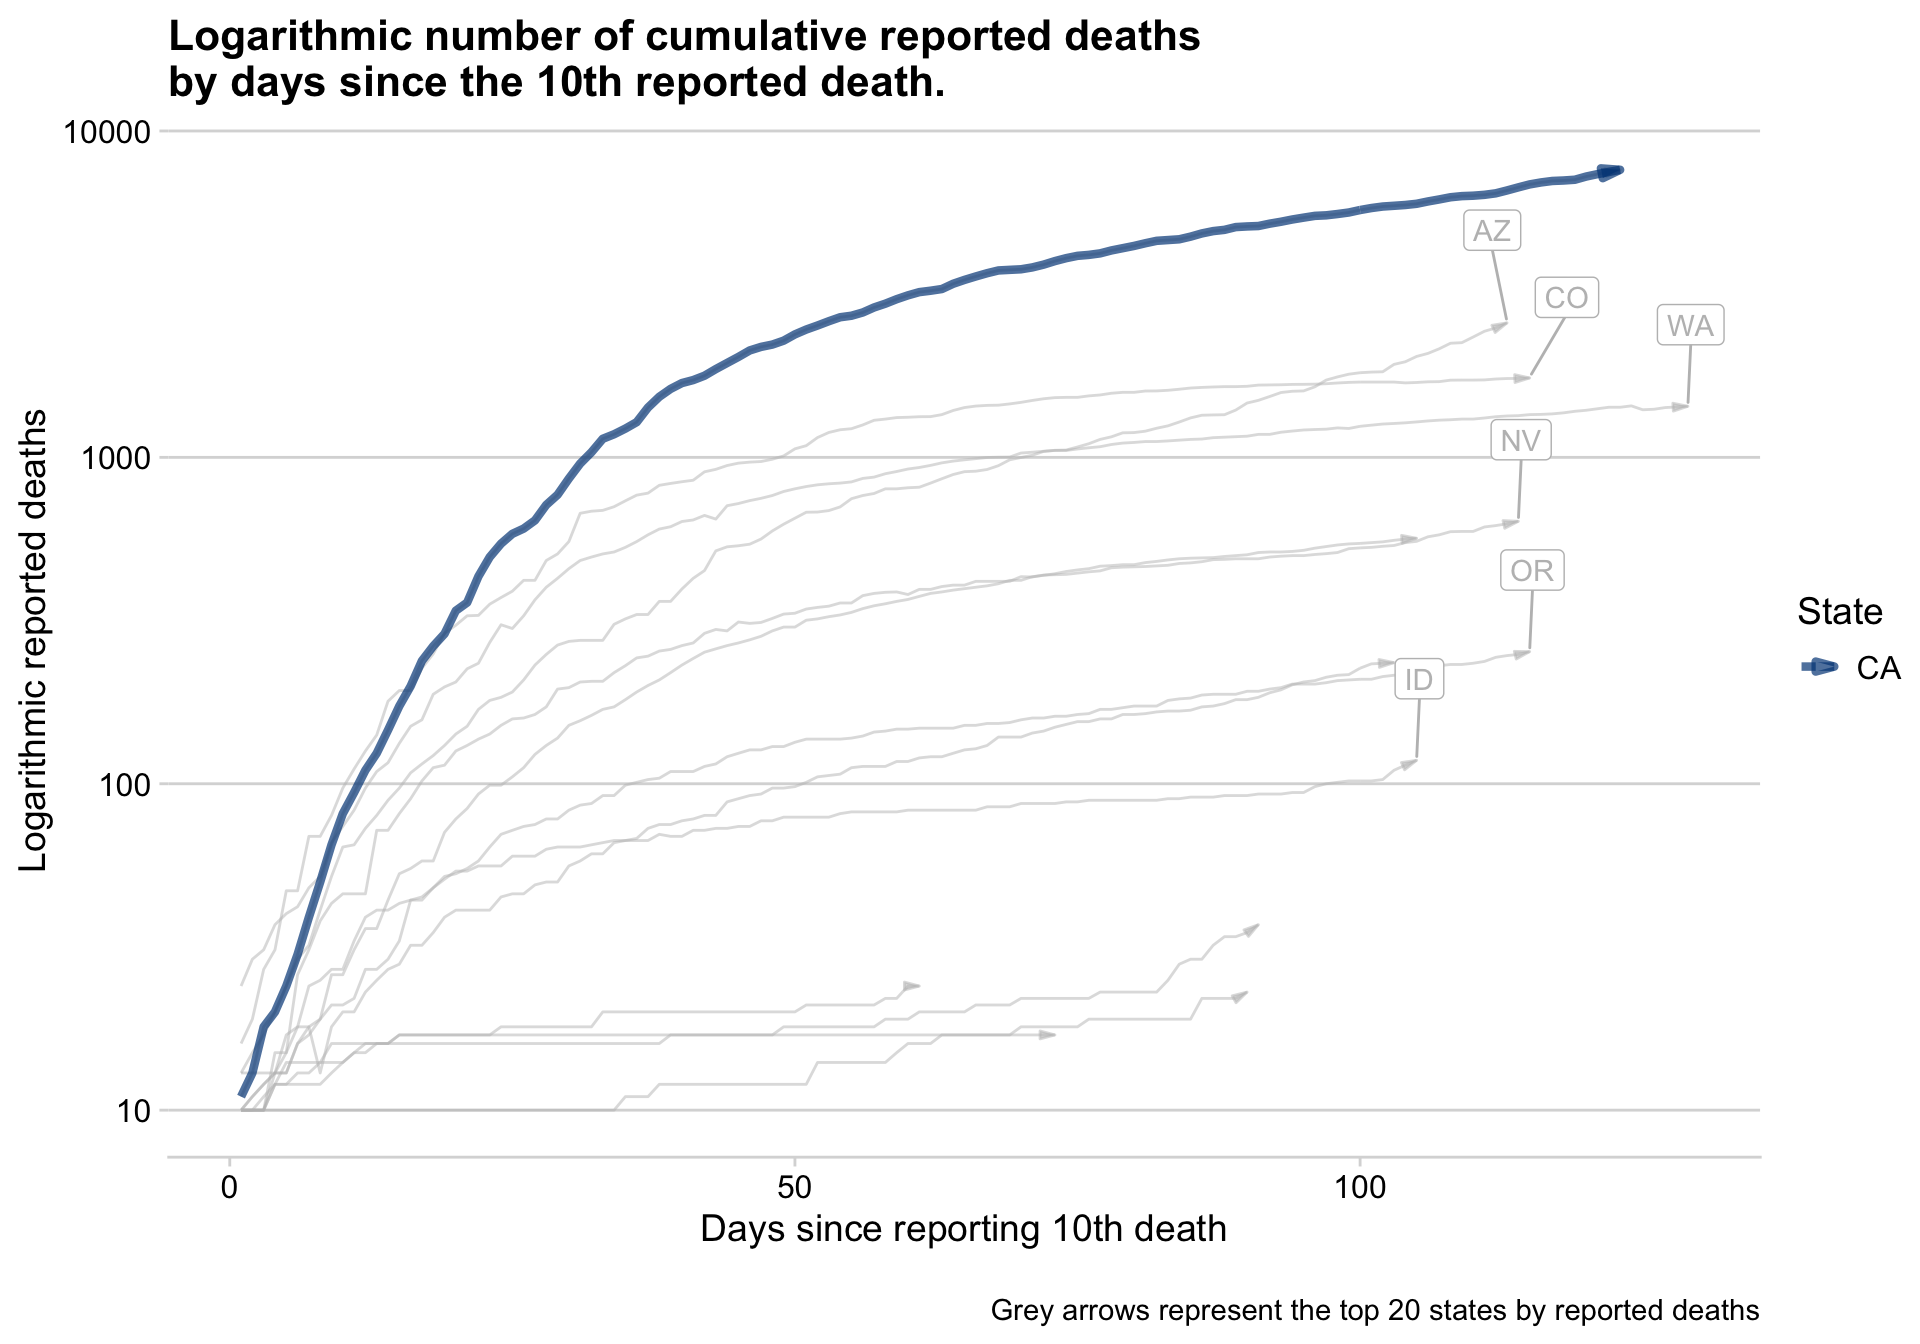 Logarithmic number of cumulative reported deaths
by days since the 10th reported death.
10000
1000
100
10
Logarithmic reported deaths
AZ
CO
WA
NV
OR
ID
State
CA
0
50
100
Days since reporting 10th death
Grey arrows represent the top 20 states by reported deaths